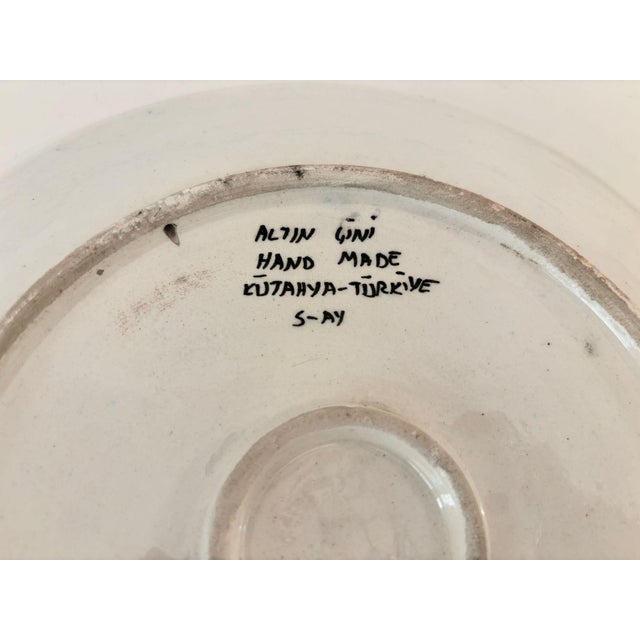 ALTIN ÇİNİ
HAND MADE
KÜTAHYA-TÜRKİYE
S-AY